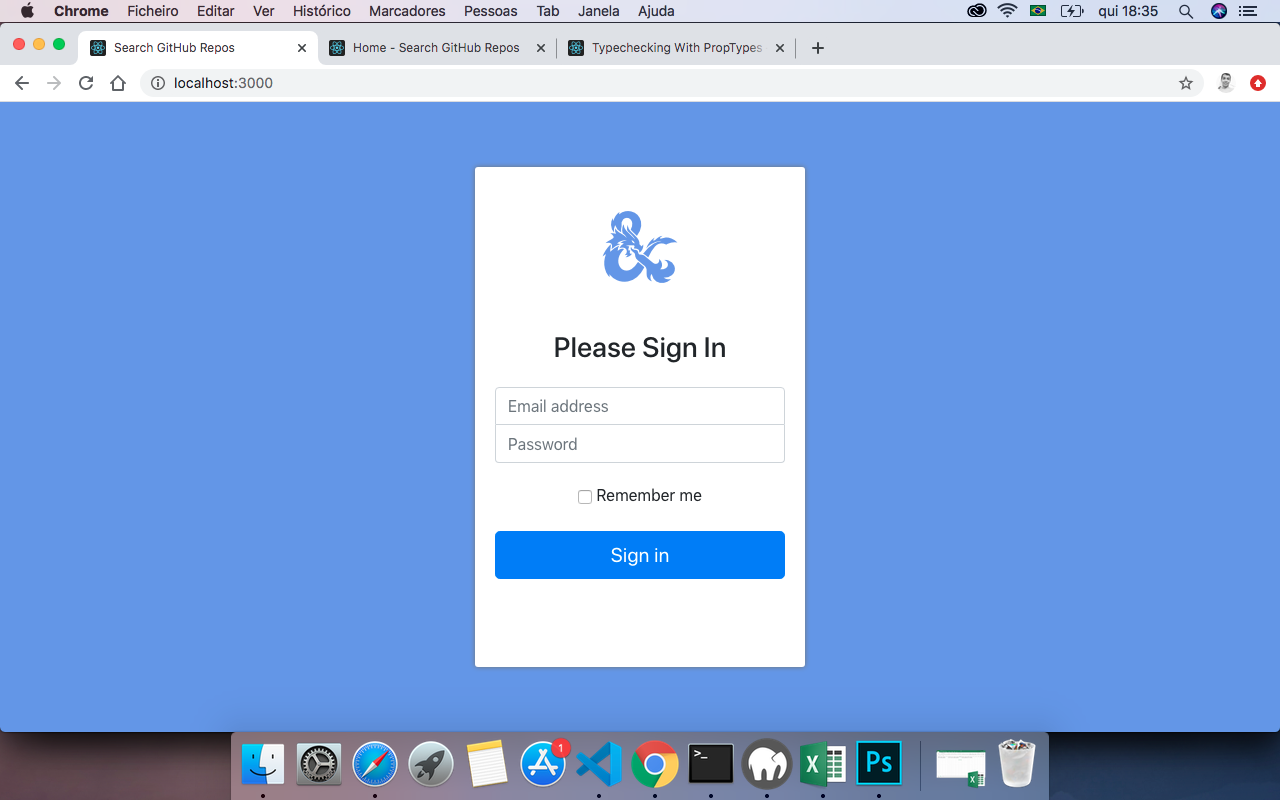 Chrome Ficheiro Editar Ver Histórico Marcadores Pessoas Tab Janela Ajuda qui 18:35
Search GitHub Repos Home - Search GitHub Repos Typechecking With PropTypes
localhost:3000
&
Please Sign In
Email address
Password
Remember me
Sign in
1
>_
X
Ps
X